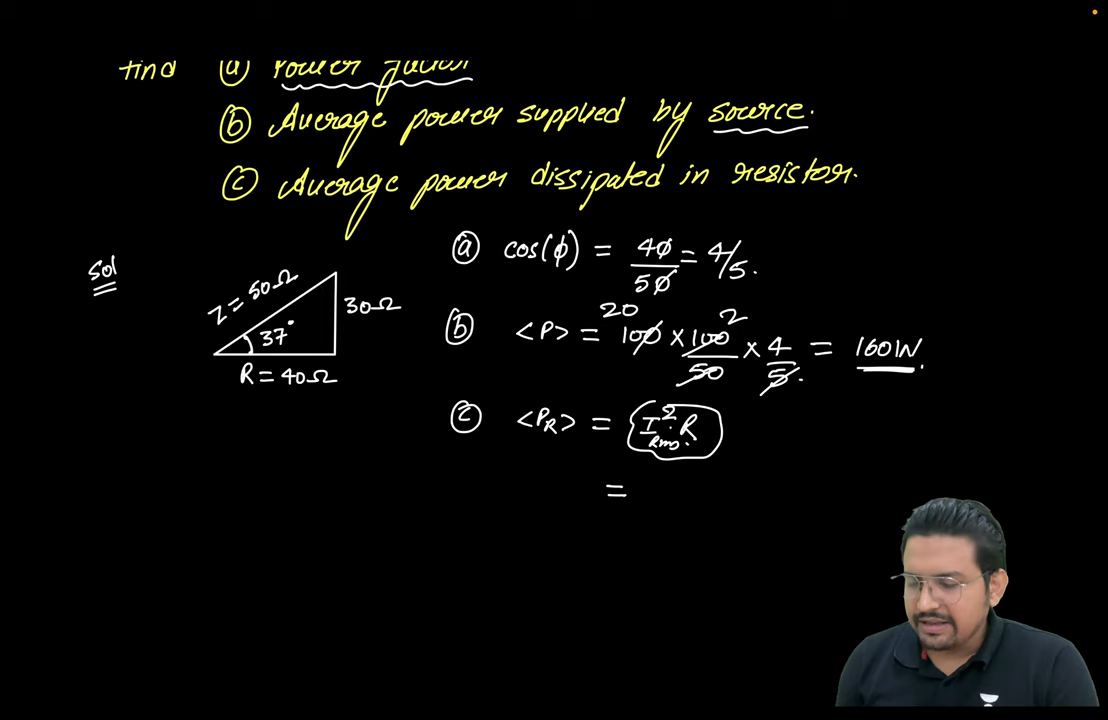 find (a) Power factor
(b) Average power supplied by source.
(c) Average power dissipated in resistor.
Sol
Z = 50Ω
37°
30Ω
R = 40Ω
(a) cos(φ) = 40/50 = 4/5.
(b) <P> = 20 100 × 100 2/50 × 4/5. = 160W.
(c) <P_R> = I²_Rms R
=